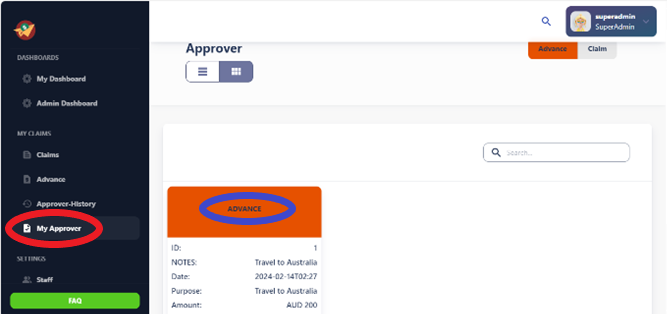 superadmin
SuperAdmin
Approver
Advance
Claim
DASHBOARDS
My Dashboard
Admin Dashboard
MY CLAIMS
Claims
Advance
Approver-History
My Approver
SETTINGS
Staff
FAQ
Search...
ADVANCE
ID: 1
NOTES: Travel to Australia
Date: 2024-02-14T02:27
Purpose: Travel to Australia
Amount: AUD 200